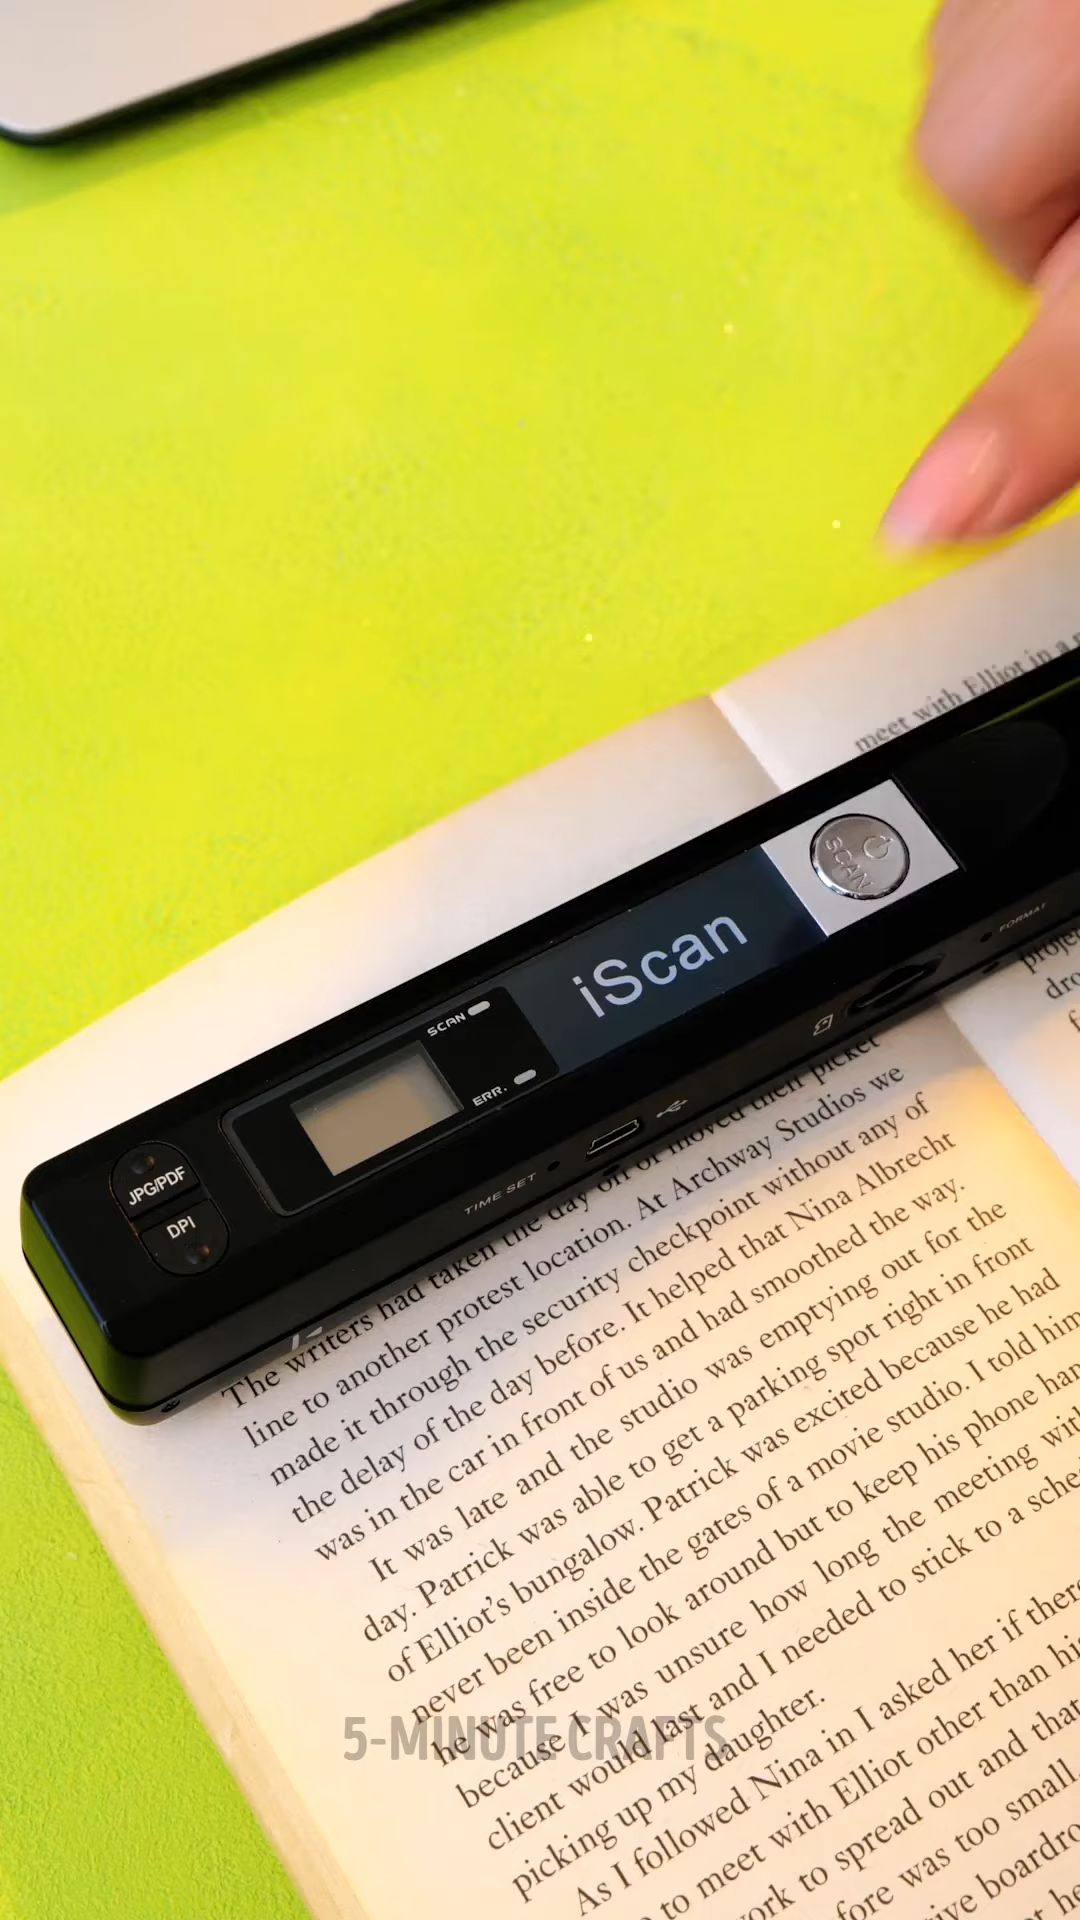 meet with Elliot in a
SCAN
iScan
FORMAT
SCAN
ERR.
JPG/PDF
DPI
TIME SET
The writers had taken the day off or moved their picket
line to another protest location. At Archway Studios we
made it through the security checkpoint without any of
the delay of the day before. It helped that Nina Albrecht
was in the car in front of us and had smoothed the way.
It was late and the studio was emptying out for the
day. Patrick was able to get a parking spot right in front
of Elliot's bungalow. Patrick was excited because he had
never been inside the gates of a movie studio. I told him
he was free to look around but to keep his phone
because I was unsure how long the meeting with
client would last and I needed to stick to a
picking up my daughter.
As I followed Nina in I asked her if there
to meet with Elliot other than
to spread out and that
was too small.
5-MINUTE CRAFTS